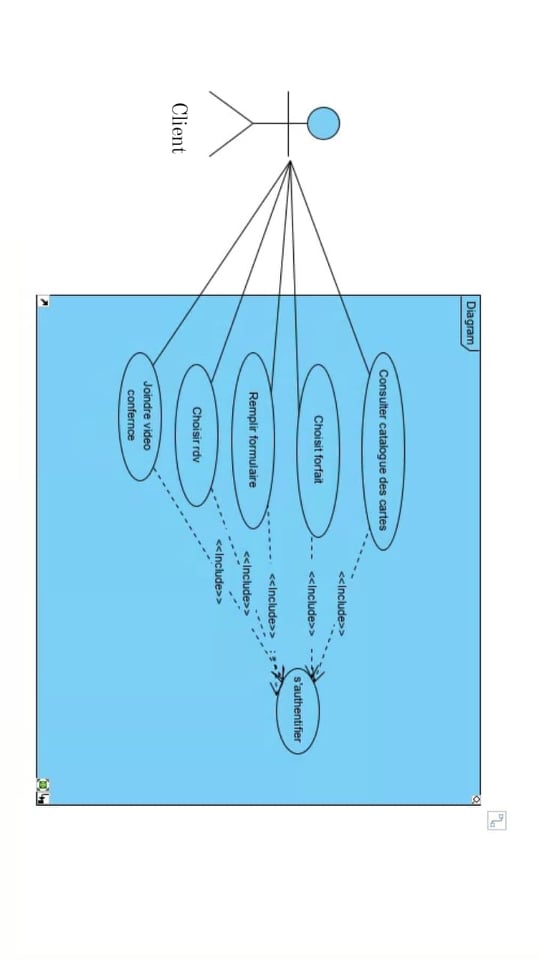 Diagram
Consulter catalogue des cartes
<<Include>>
Choisit forfait
<<Include>>
s'authentifier
Remplir formulaire
<<Include>>
<<Include>>
Choisir rdv
<<Include>>
Joindre video
confernce
Client